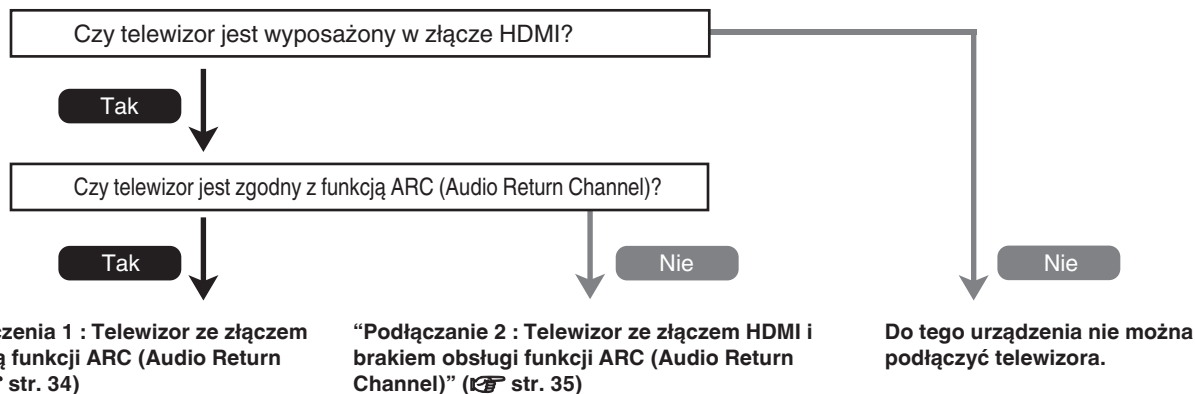 Czy telewizor jest wyposażony w złącze HDMI?
Tak
Czy telewizor jest zgodny z funkcją ARC (Audio Return Channel)?
Tak
Nie
Nie
1 : Telewizor ze złączem
funkcji ARC (Audio Return
str. 34)
“Podłączanie 2 : Telewizor ze złączem HDMI i
brakiem obsługi funkcji ARC (Audio Return
Channel)” (☞ str. 35)
Do tego urządzenia nie można
podłączyć telewizora.